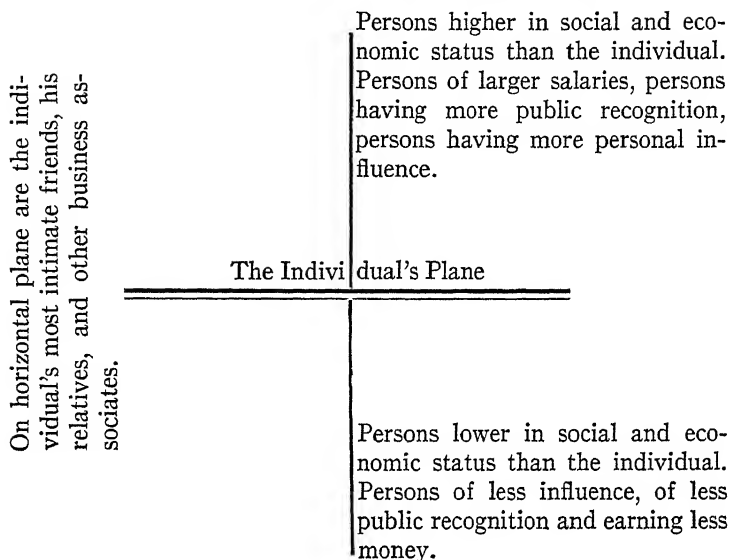 Persons higher in social and eco-
nomic status than the individual.
Persons of larger salaries, persons
having more public recognition,
persons having more personal in-
fluence.
On horizontal plane are the indi-
vidual's most intimate friends, his
relatives, and other business as-
sociates.
The Individual's Plane
Persons lower in social and eco-
nomic status than the individual.
Persons of less influence, of less
public recognition and earning less
money.